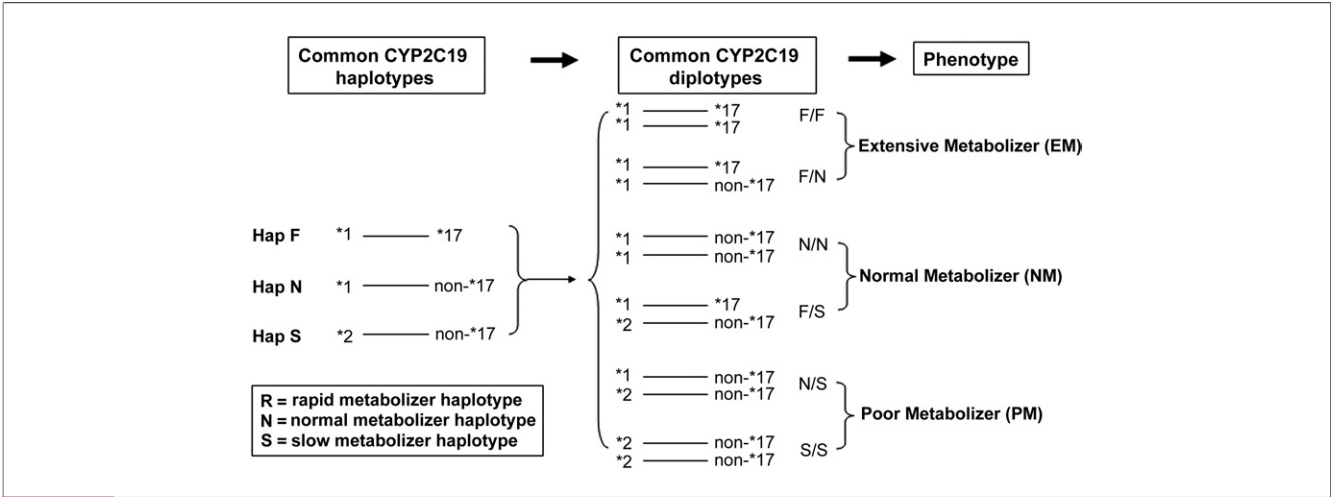 Common CYP2C19
haplotypes
Common CYP2C19
diplotypes
Phenotype
Hap F *1 *17
Hap N *1 non-*17
Hap S *2 non-*17
R = rapid metabolizer haplotype
N = normal metabolizer haplotype
S = slow metabolizer haplotype
*1 *17
*1 *17
F/F
*1 *17
*1 non-*17
F/N
Extensive Metabolizer (EM)
*1 non-*17
*1 non-*17
N/N
*1 *17
*2 non-*17
F/S
Normal Metabolizer (NM)
*1 non-*17
*2 non-*17
N/S
*2 non-*17
*2 non-*17
S/S
Poor Metabolizer (PM)